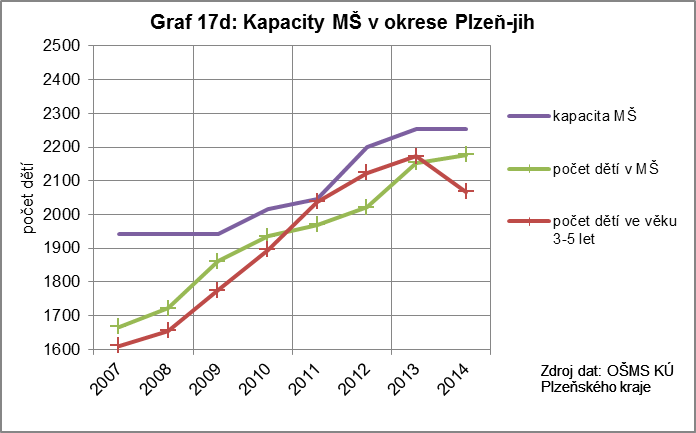 Graf 17d: Kapacity MŠ v okrese Plzeň-jih
počet dětí
2500
2400
2300
2200
2100
2000
1900
1800
1700
1600
2007
2008
2009
2010
2011
2012
2013
2014
kapacita MŠ
počet dětí v MŠ
počet dětí ve věku
3-5 let
Zdroj dat: OŠMS KÚ
Plzeňského kraje